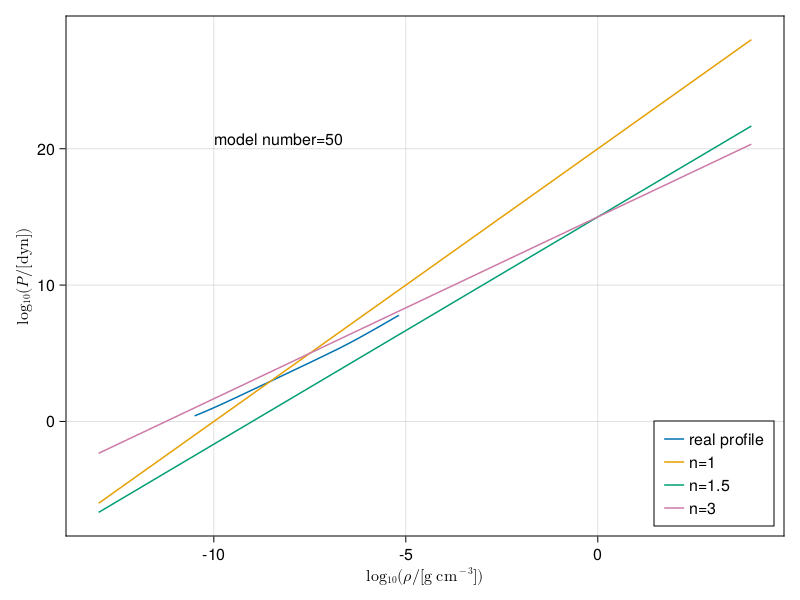 model number=50
20
10
0
-10
-5
0
log₁₀(P/[dyn])
log₁₀(ρ/[g cm⁻³])
real profile
n=1
n=1.5
n=3